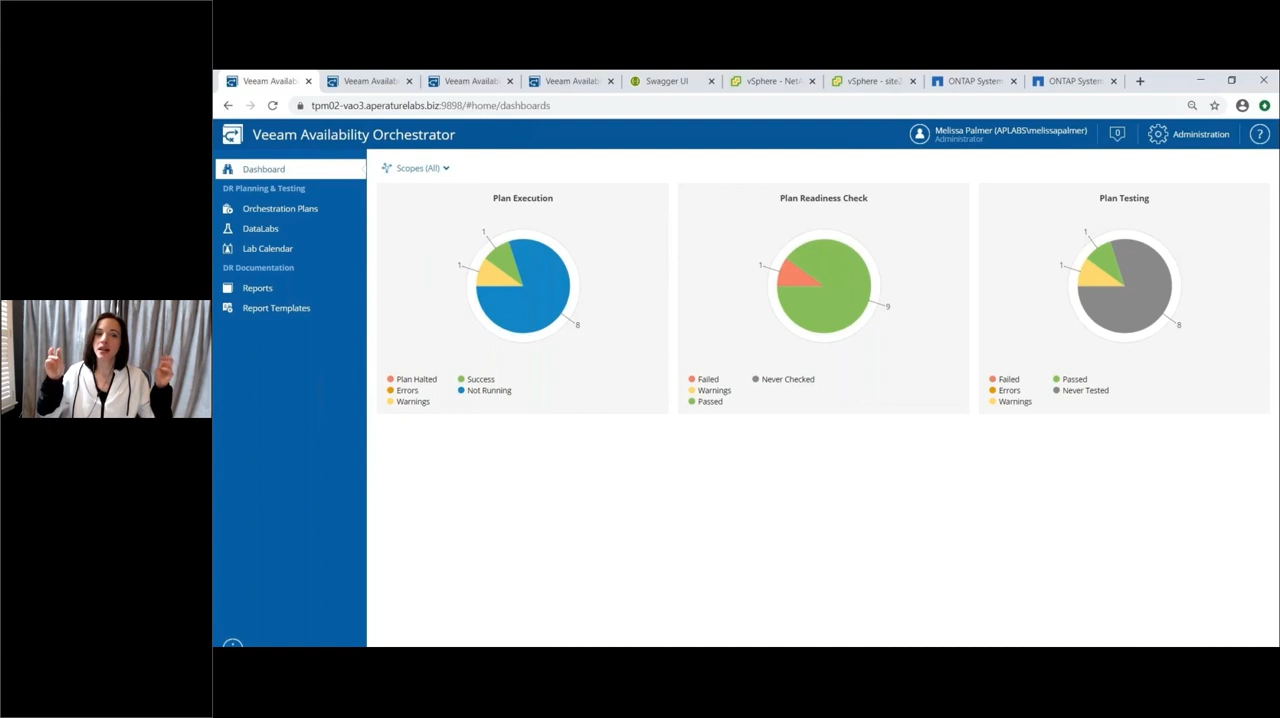 Veeam Availab
Veeam Availab
Veeam Availab
Veeam Availab
Swagger UI
vSphere - NetA
vSphere - site2
ONTAP System
ONTAP System
tpm02-vao3.aperaturelabs.biz:9898/#home/dashboards
Veeam Availability Orchestrator
Melissa Palmer (APLABS\melissapalmer)
Administrator
0
Administration
?
Dashboard
DR Planning & Testing
Orchestration Plans
DataLabs
Lab Calendar
DR Documentation
Reports
Report Templates
Scopes (All)
Plan Execution
1
1
8
Plan Halted
Success
Errors
Not Running
Warnings
Plan Readiness Check
1
9
Failed
Never Checked
Warnings
Passed
Plan Testing
1
1
8
Failed
Passed
Errors
Never Tested
Warnings